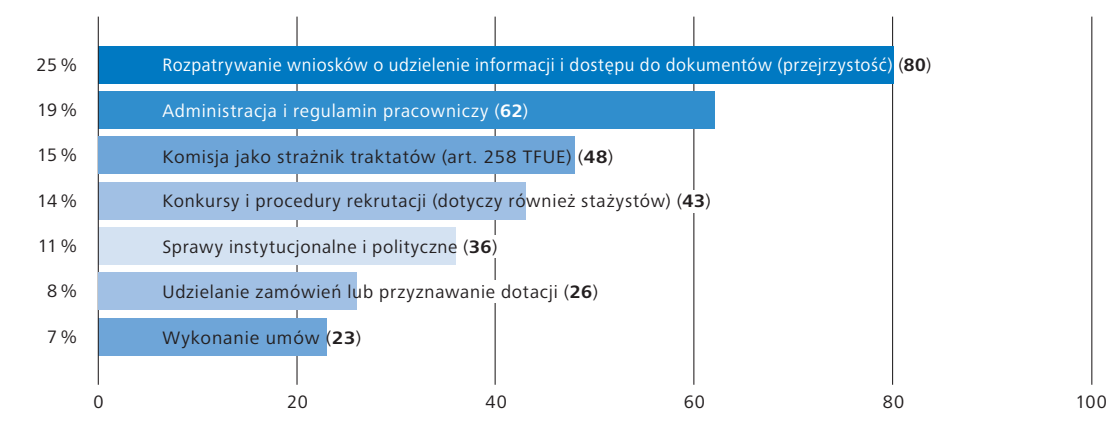 25 % Rozpatrywanie wniosków o udzielenie informacji i dostępu do dokumentów (przejrzystość) (80)
19 % Administracja i regulamin pracowniczy (62)
15 % Komisja jako strażnik traktatów (art. 258 TFUE) (48)
14 % Konkursy i procedury rekrutacji (dotyczy również stażystów) (43)
11 % Sprawy instytucjonalne i polityczne (36)
8 % Udzielanie zamówień lub przyznawanie dotacji (26)
7 % Wykonanie umów (23)
0 20 40 60 80 100